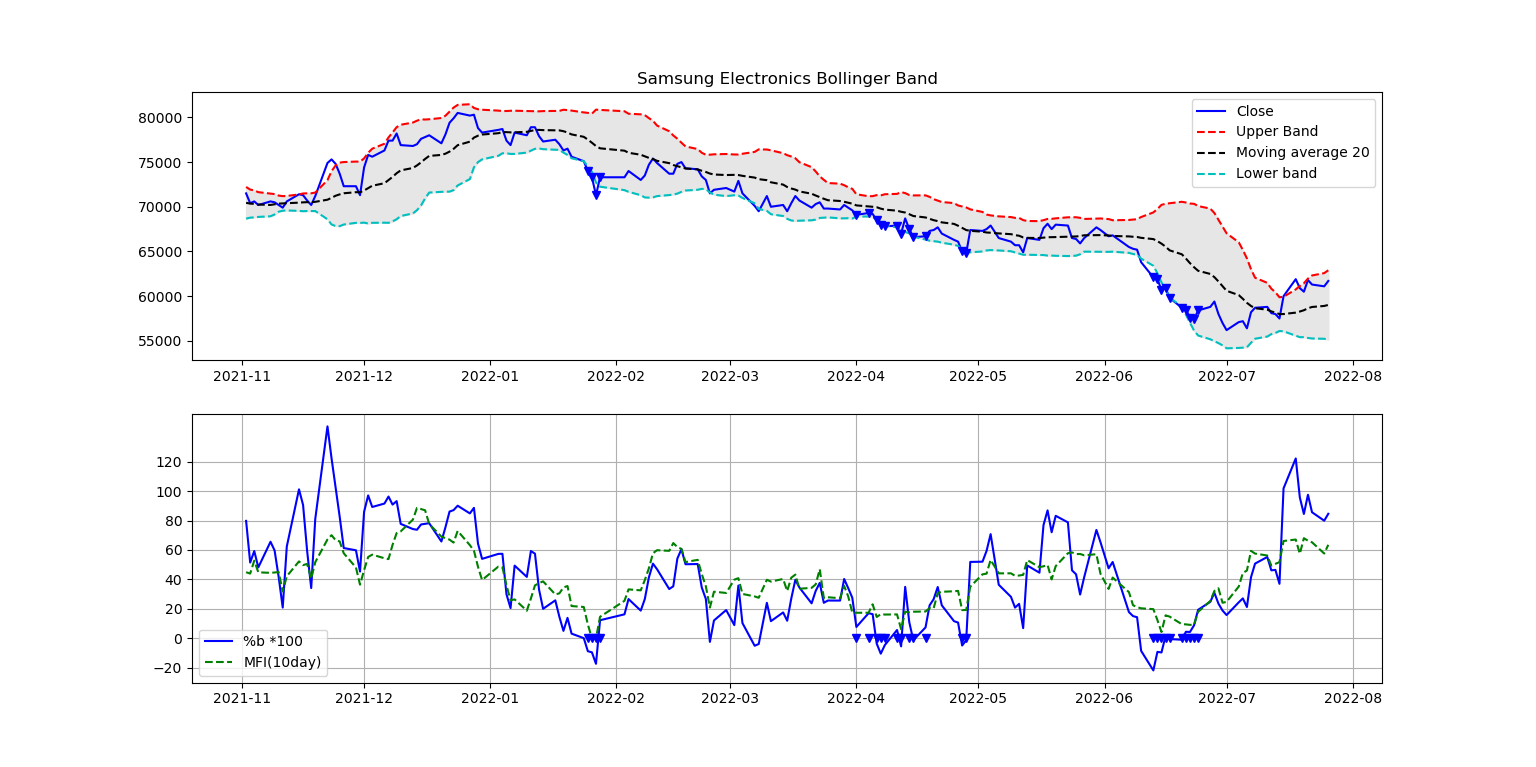 Samsung Electronics Bollinger Band
80000
75000
70000
65000
60000
55000
Close
Upper Band
Moving average 20
Lower band
2021-11 2021-12 2022-01 2022-02 2022-03 2022-04 2022-05 2022-06 2022-07 2022-08
120
100
80
60
40
20
0
−20
%b *100
MFI(10day)
2021-11 2021-12 2022-01 2022-02 2022-03 2022-04 2022-05 2022-06 2022-07 2022-08